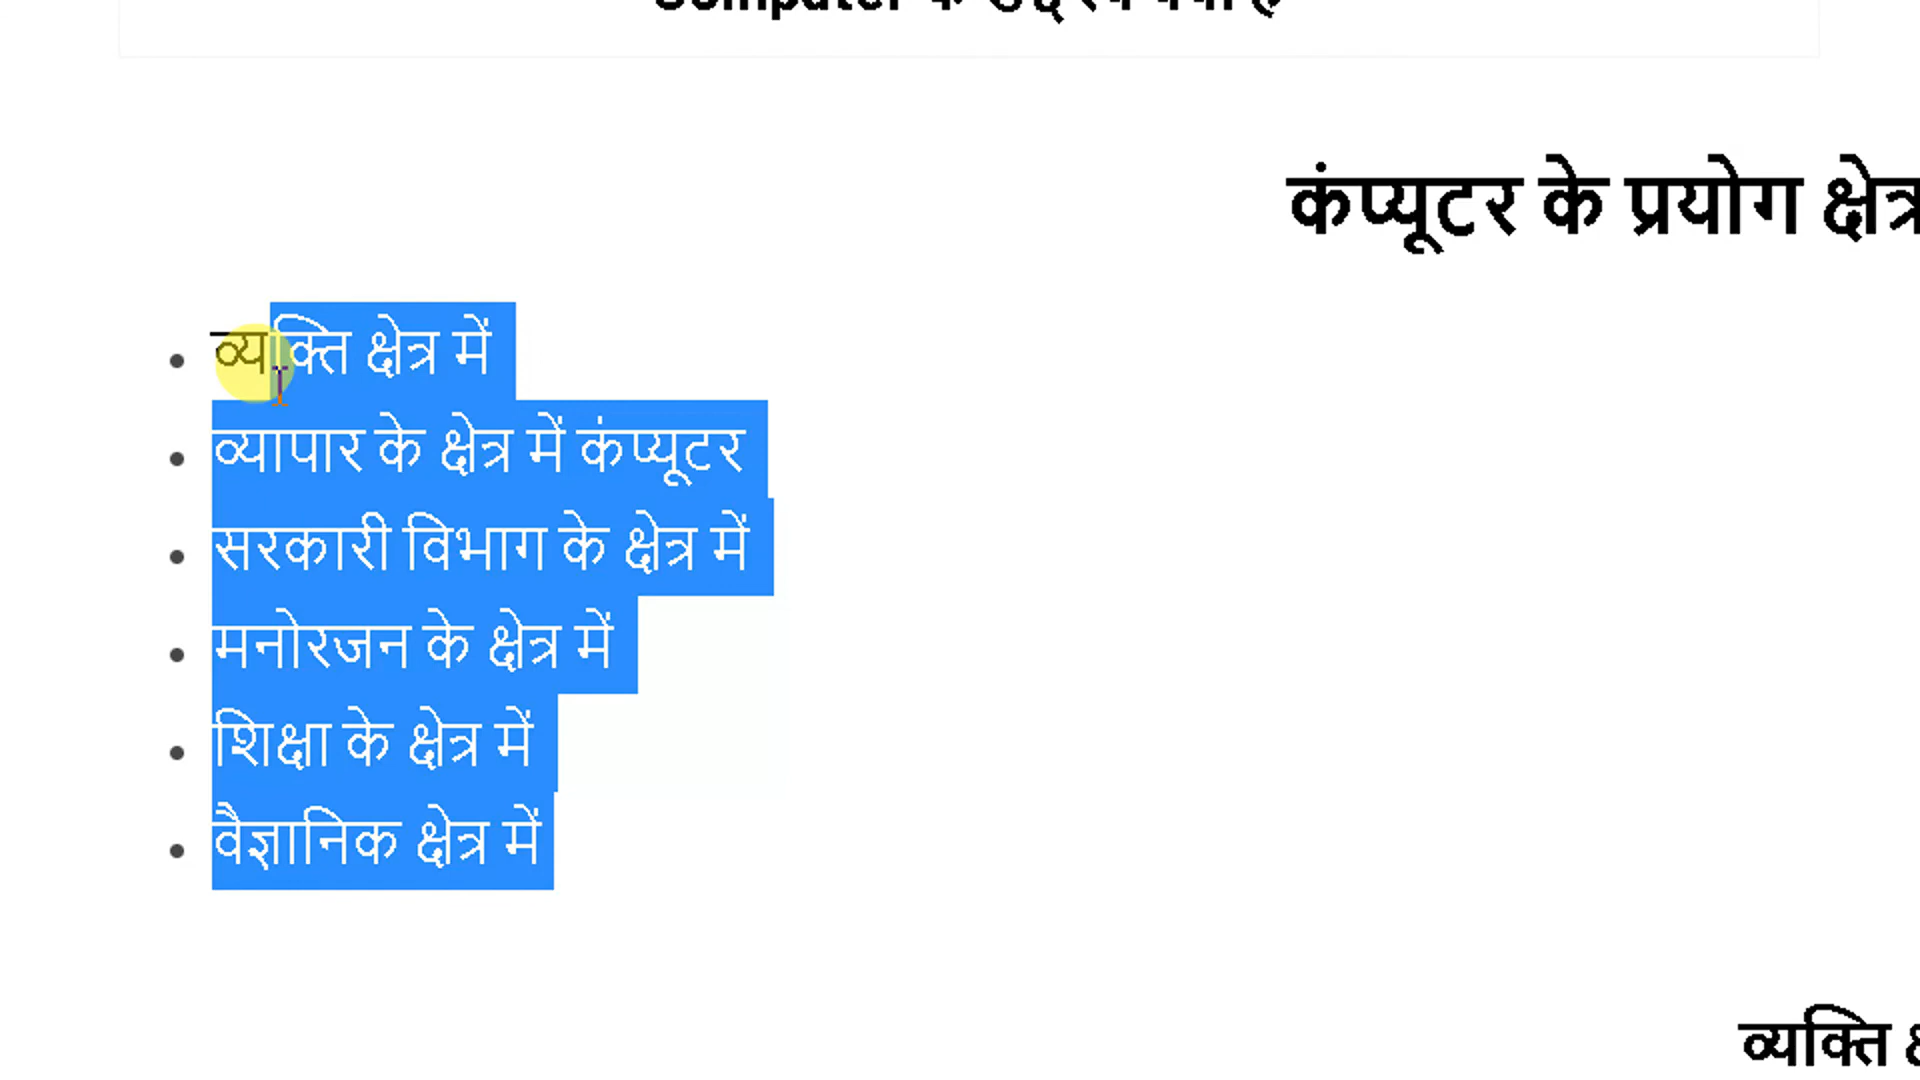 कंप्यूटर के प्रयोग क्षेत्र
व्यक्ति क्षेत्र में
व्यापार के क्षेत्र में कंप्यूटर
सरकारी विभाग के क्षेत्र में
मनोरजन के क्षेत्र में
शिक्षा के क्षेत्र में
वैज्ञानिक क्षेत्र में
व्यक्ति